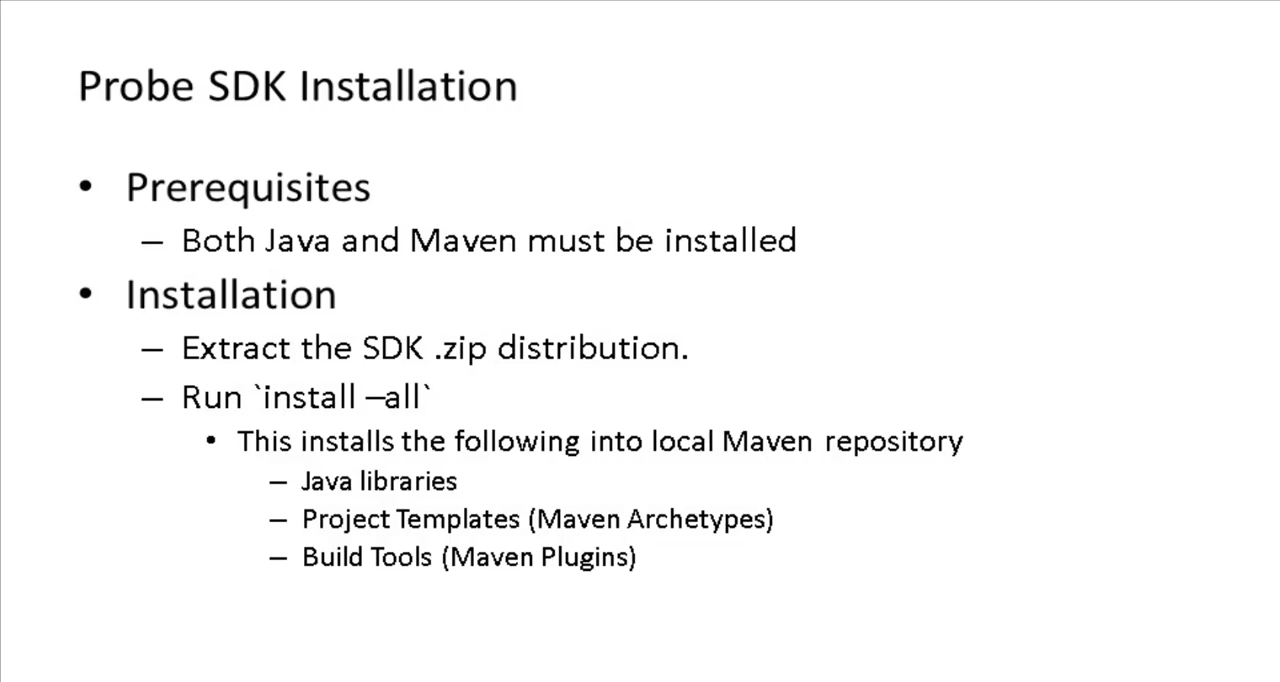 Probe SDK Installation
• Prerequisites
– Both Java and Maven must be installed
• Installation
– Extract the SDK .zip distribution.
– Run `install –all`
• This installs the following into local Maven repository
– Java libraries
– Project Templates (Maven Archetypes)
– Build Tools (Maven Plugins)